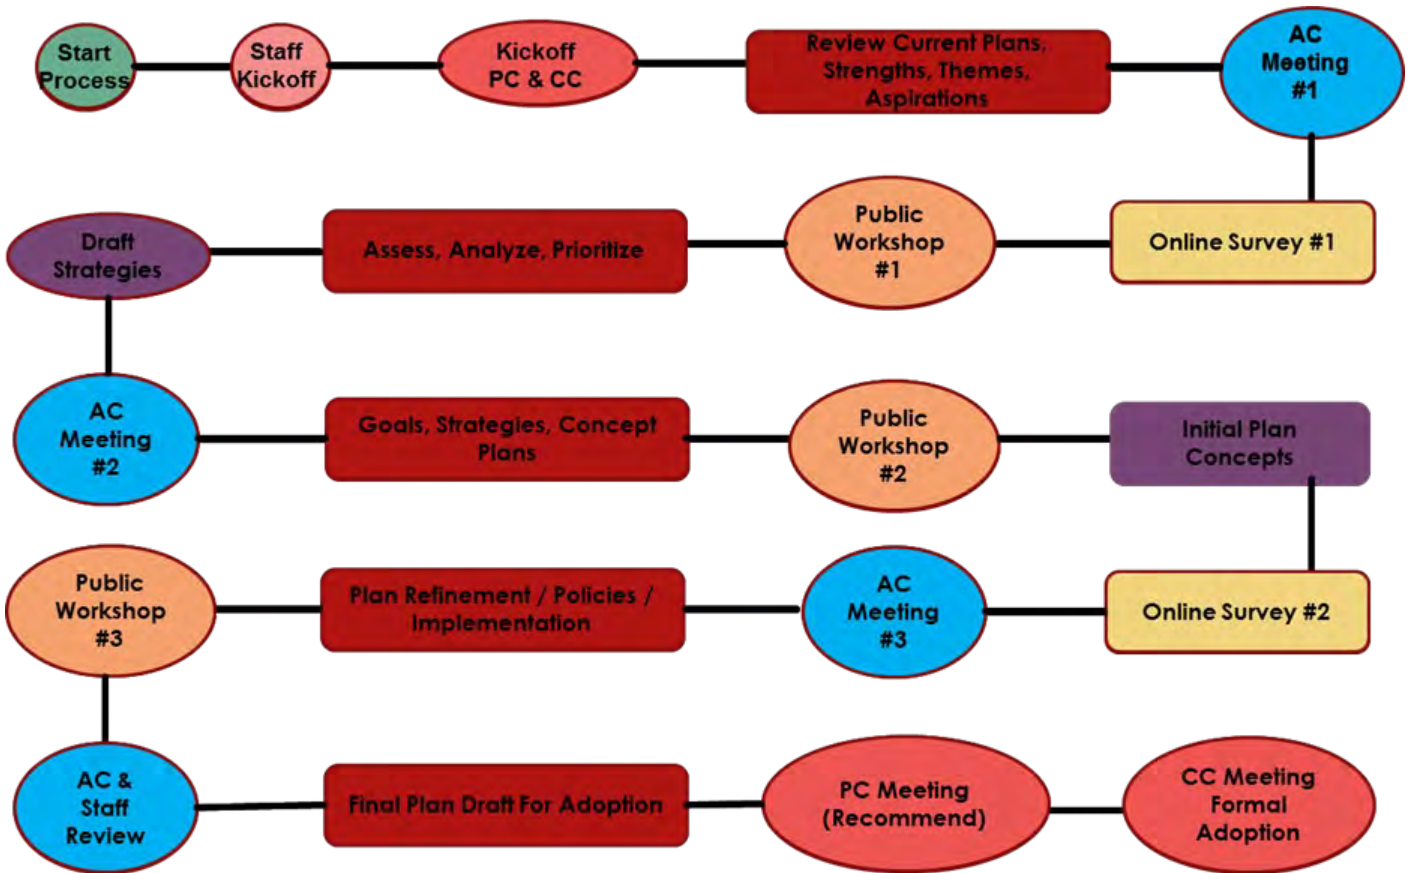 Start
Process
Staff
Kickoff
Kickoff
PC & CC
Review Current Plans,
Strengths, Themes,
Aspirations
AC
Meeting
#1
Online Survey #1
Public
Workshop
#1
Assess, Analyze, Prioritize
Draft
Strategies
AC
Meeting
#2
Goals, Strategies, Concept
Plans
Public
Workshop
#2
Initial Plan
Concepts
Online Survey #2
AC
Meeting
#3
Plan Refinement / Policies /
Implementation
Public
Workshop
#3
AC &
Staff
Review
Final Plan Draft For Adoption
PC Meeting
(Recommend)
CC Meeting
Formal
Adoption